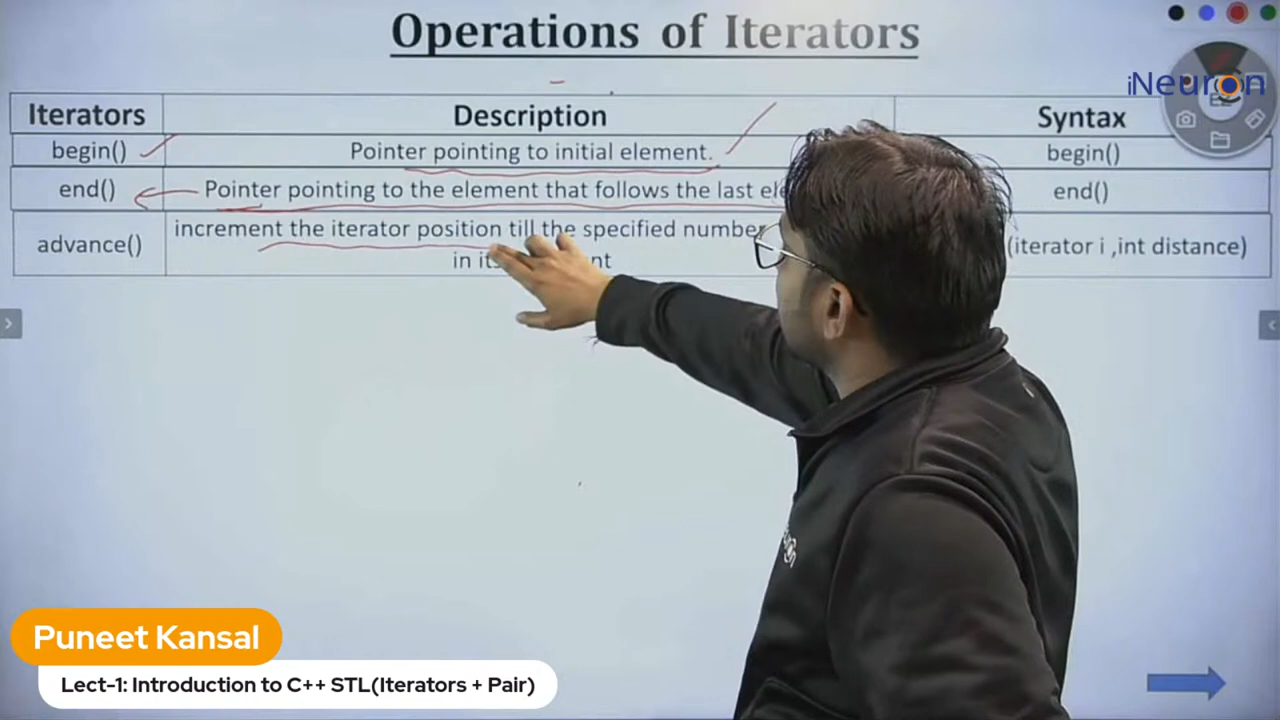 Operations of Iterators
iNeuron
Iterators Description Syntax
begin() Pointer pointing to initial element. begin()
end() Pointer pointing to the element that follows the last end()
advance() increment the iterator position till the specified number (iterator i ,int distance)
in
Puneet Kansal
Lect-1: Introduction to C++ STL(Iterators + Pair)